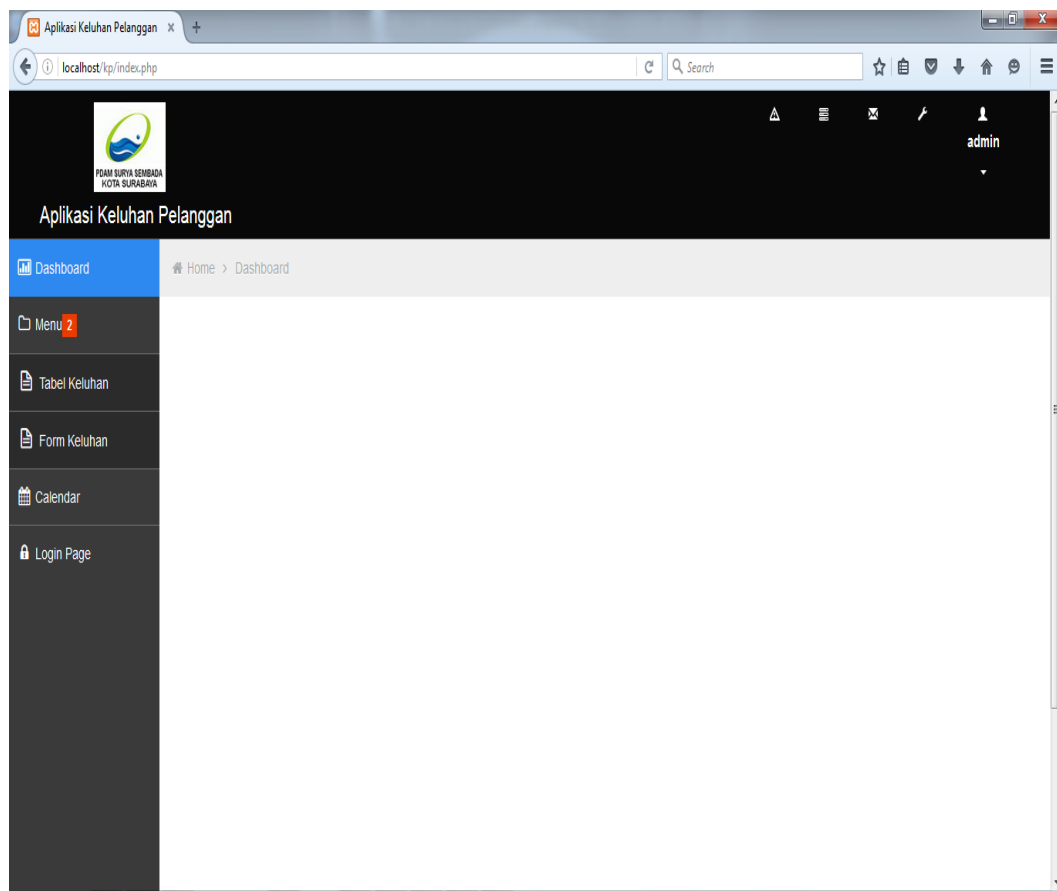 Aplikasi Keluhan Pelanggan
localhost/kp/index.php
Search
PDAM SURYA SEMBADA
KOTA SURABAYA
admin
Aplikasi Keluhan Pelanggan
Dashboard
Home > Dashboard
Menu 2
Tabel Keluhan
Form Keluhan
Calendar
Login Page